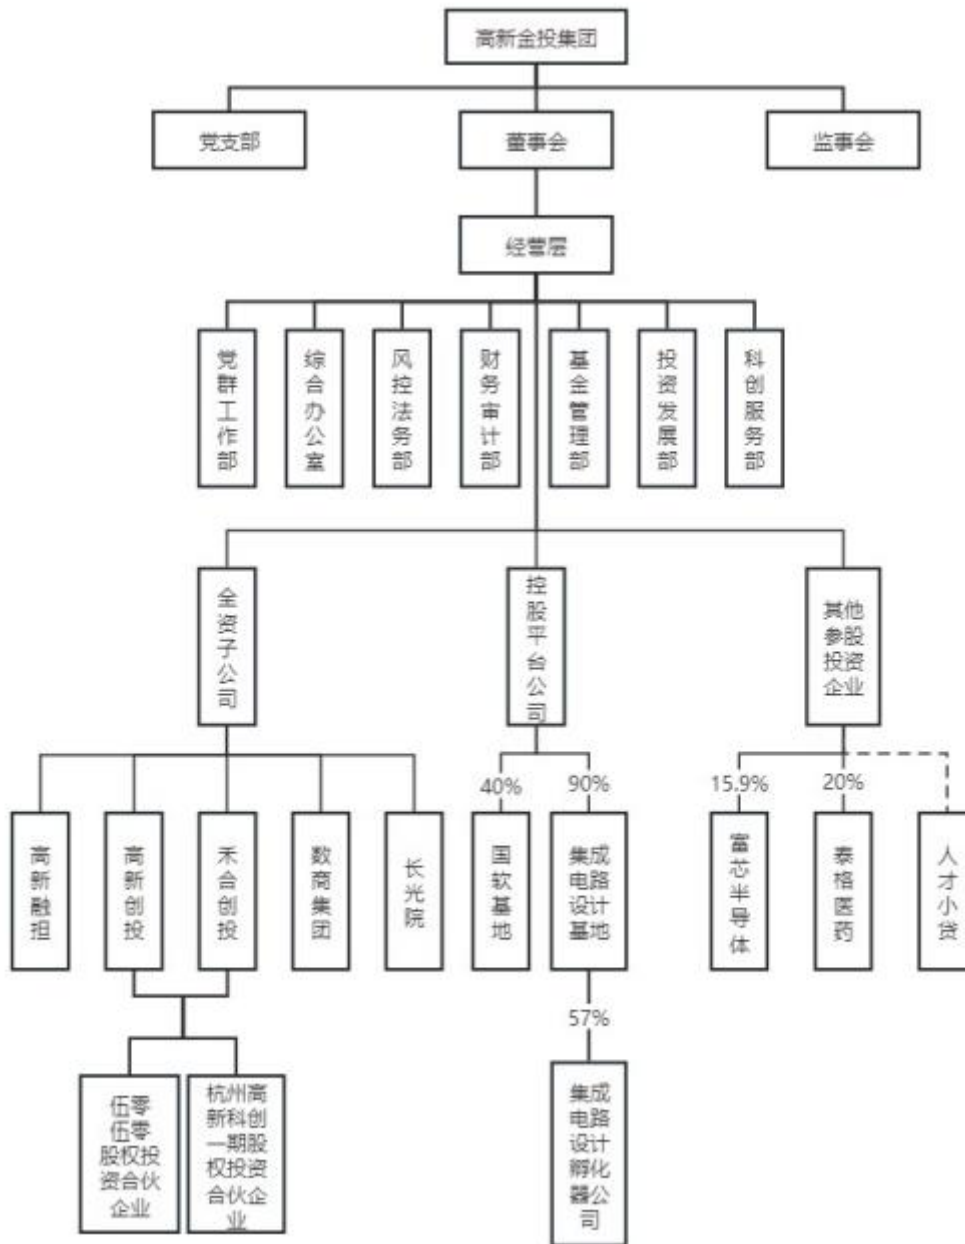 高新金投集团
党支部
董事会
监事会
经营层
党群工作部
综合办公室
风控法务部
财务审计部
基金管理部
投资发展部
科创服务部
全资子公司
控股平台公司
其他
参股
投资
企业
40%
90%
15.9%
20%
高新融担
高新创投
禾合创投
数商集团
长光院
国软基地
集成
电路
设计
基地
富芯半导体
泰格医药
人才小贷
57%
伍零
伍零
股权投
资合伙
企业
杭州高
新科创
一期股
权投资
合伙企
业
集成
电路
设计
孵化
器公
司